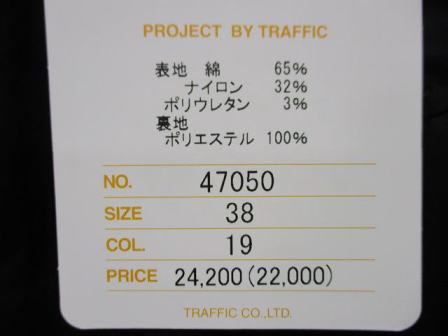 PROJECT BY TRAFFIC
表地 綿 65%
ナイロン 32%
ポリウレタン 3%
裏地
ポリエステル 100%
NO. 47050
SIZE 38
COL. 19
PRICE 24,200(22,000)
TRAFFIC CO.,LTD.